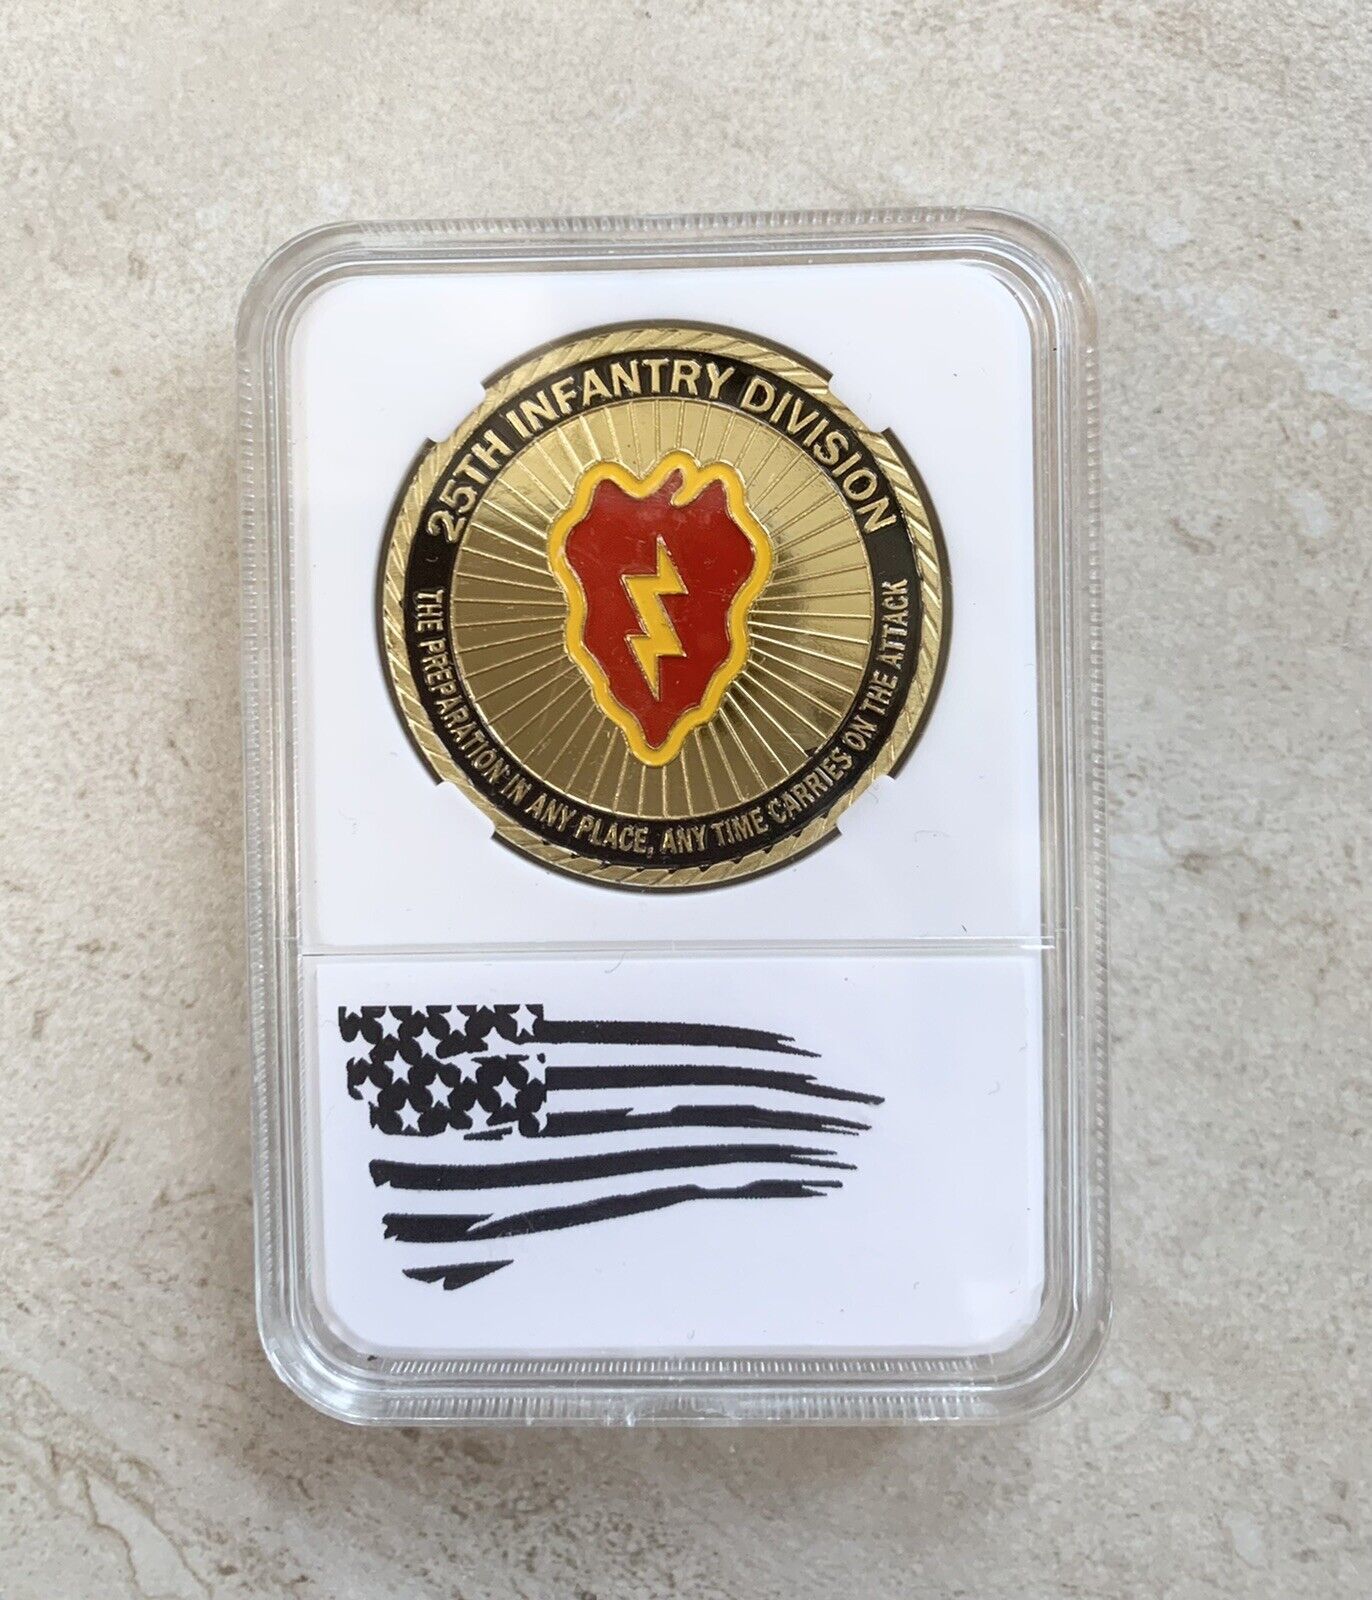 25TH INFANTRY DIVISION
THE PREPARATION IN ANY PLACE, ANY TIME CARRIES ON THE ATTACK